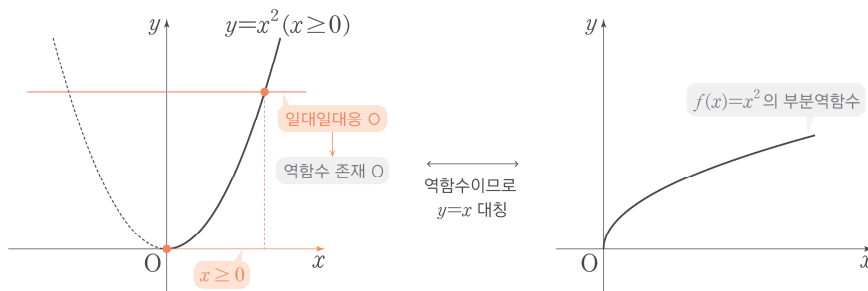 y
y=x²(x≥0)
일대일대응 O
역함수 존재 O
O
x≥0
x
역함수이므로
y=x 대칭
y
f(x)=x²의 부분역함수
O
x